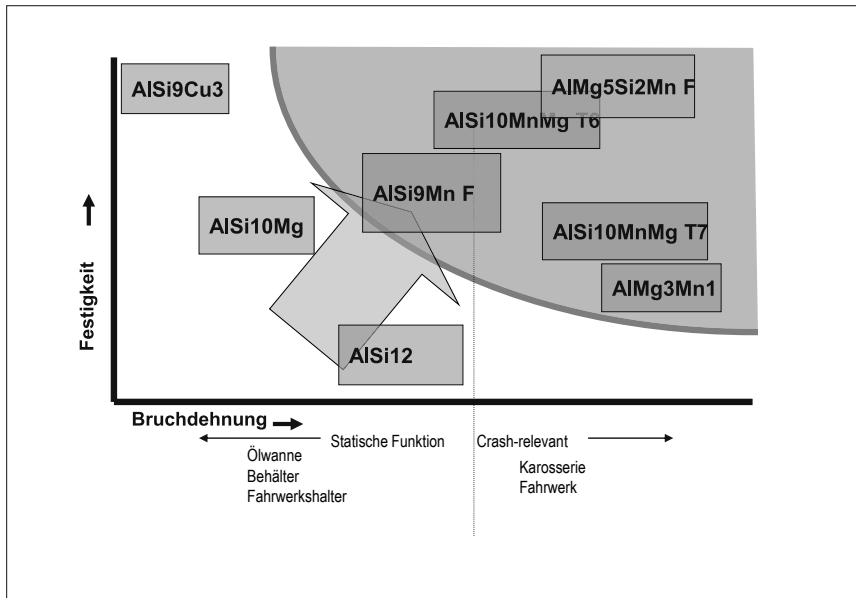 AlSi9Cu3
AlMg5Si2Mn F
AlSi10MnMg T6
AlSi9Mn F
AlSi10Mg
AlSi10MnMg T7
AlMg3Mn1
AlSi12
Festigkeit
Bruchdehnung
Statische Funktion
Crash-relevant
Ölwanne
Behälter
Fahrwerkshalter
Karosserie
Fahrwerk